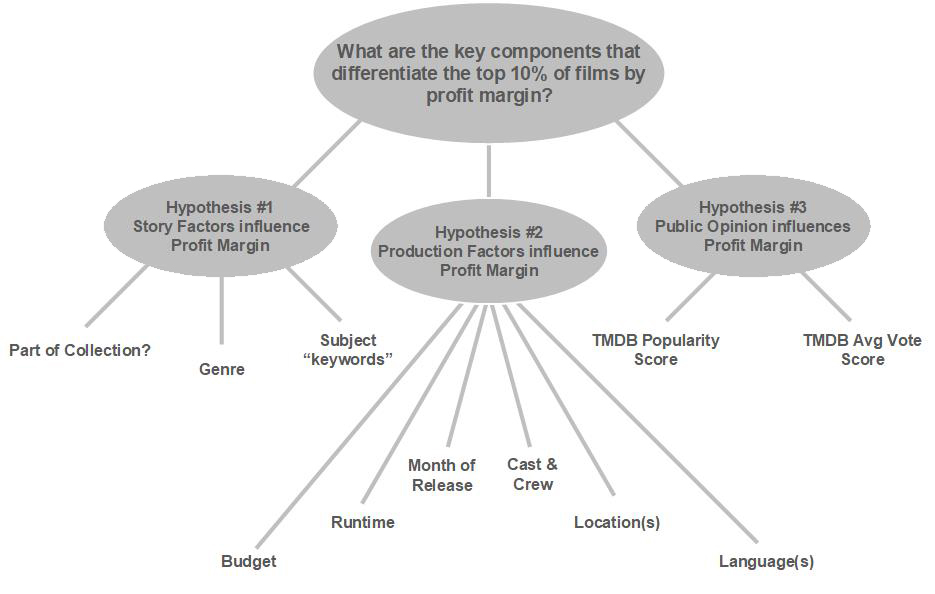 What are the key components that
differentiate the top 10% of films by
profit margin?
Hypothesis #1
Story Factors influence
Profit Margin
Hypothesis #2
Production Factors influence
Profit Margin
Hypothesis #3
Public Opinion influences
Profit Margin
Part of Collection?
Genre
Subject
“keywords”
TMDB Popularity
Score
TMDB Avg Vote
Score
Budget
Runtime
Month of
Release
Cast &
Crew
Location(s)
Language(s)